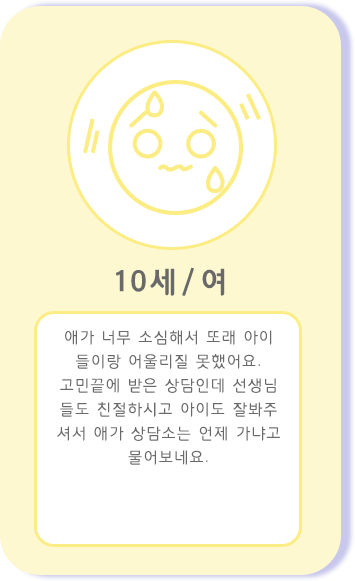 10세 / 여
애가 너무 소심해서 또래 아이
들이랑 어울리질 못했어요.
고민끝에 받은 상담인데 선생님
들도 친절하시고 아이도 잘봐주
셔서 애가 상담소는 언제 가냐고
물어보네요.